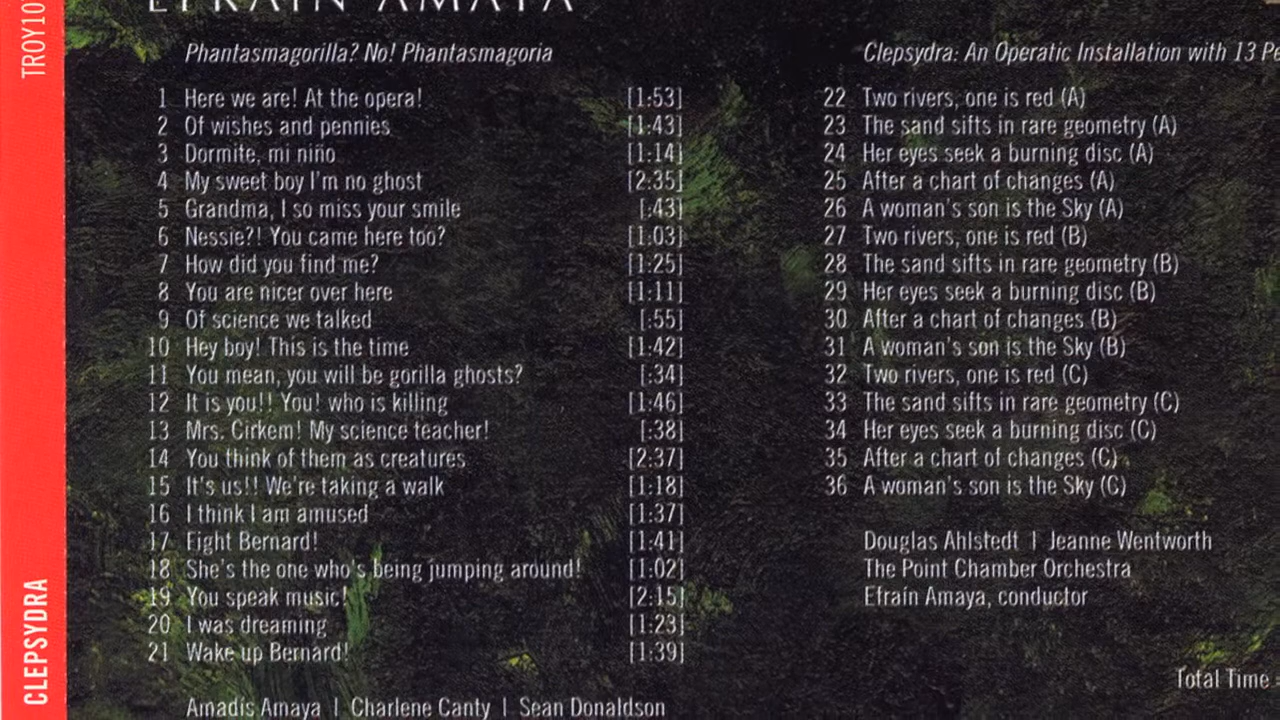 EFRAÍN AMAYA
TROY107
CLEPSYDRA
Phantasmagorilla? No! Phantasmagoria
1 Here we are! At the opera! [1:53]
2 Of wishes and pennies [1:43]
3 Dormite, mi niño [1:14]
4 My sweet boy I'm no ghost [2:35]
5 Grandma, I so miss your smile [:43]
6 Nessie?! You came here too? [1:03]
7 How did you find me? [1:25]
8 You are nicer over here [1:11]
9 Of science we talked [:55]
10 Hey boy! This is the time [1:42]
11 You mean, you will be gorilla ghosts? [:34]
12 It is you!! You! who is killing [1:46]
13 Mrs. Cirkem! My science teacher! [:38]
14 You think of them as creatures [2:37]
15 It's us!! We're taking a walk [1:18]
16 I think I am amused [1:37]
17 Fight Bernard! [1:41]
18 She's the one who's being jumping around! [1:02]
19 You speak music! [2:15]
20 I was dreaming [1:23]
21 Wake up Bernard! [1:39]
Amadís Amaya | Charlene Canty | Sean Donaldson
Clepsydra: An Operatic Installation with 13 Pe
22 Two rivers, one is red (A)
23 The sand sifts in rare geometry (A)
24 Her eyes seek a burning disc (A)
25 After a chart of changes (A)
26 A woman's son is the Sky (A)
27 Two rivers, one is red (B)
28 The sand sifts in rare geometry (B)
29 Her eyes seek a burning disc (B)
30 After a chart of changes (B)
31 A woman's son is the Sky (B)
32 Two rivers, one is red (C)
33 The sand sifts in rare geometry (C)
34 Her eyes seek a burning disc (C)
35 After a chart of changes (C)
36 A woman's son is the Sky (C)
Douglas Ahlstedt | Jeanne Wentworth
The Point Chamber Orchestra
Efraín Amaya, conductor
Total Time =